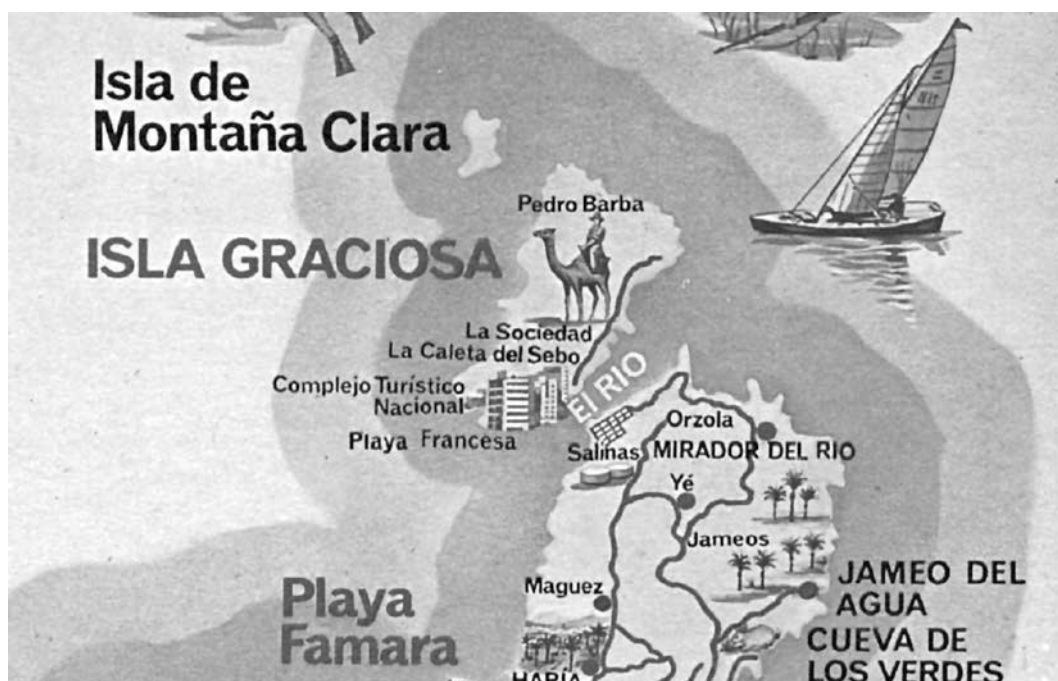 Isla de
Montaña Clara
Pedro Barba
ISLA GRACIOSA
La Sociedad
La Caleta del Sebo
El RIO
Complejo Turístico
Nacional
Playa Francesa
Orzola
Salinas
MIRADOR DEL RIO
Yé
Jameos
Maguez
JAMEO DEL
AGUA
Playa
Famara
CUEVA DE
LOS VERDES
HARÍA